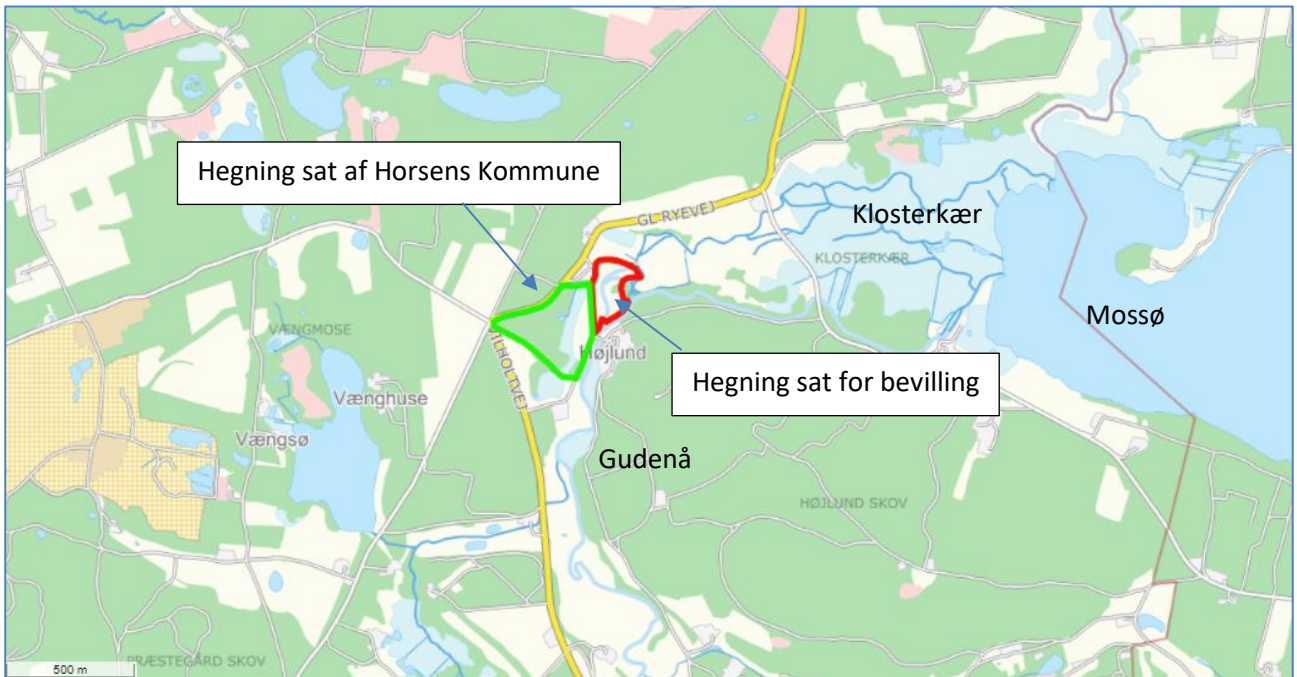 Hegning sat af Horsens Kommune
GL RYEVEJ
Klosterkær
KLOSTERKÆR
Mossø
VÆNGMOSE
VILHOLTVEJ
Højlund
Hegning sat for bevilling
Vænghuse
Vængsø
Gudenå
HØJLUND SKOV
PRÆSTEGÅRD SKOV
500 m